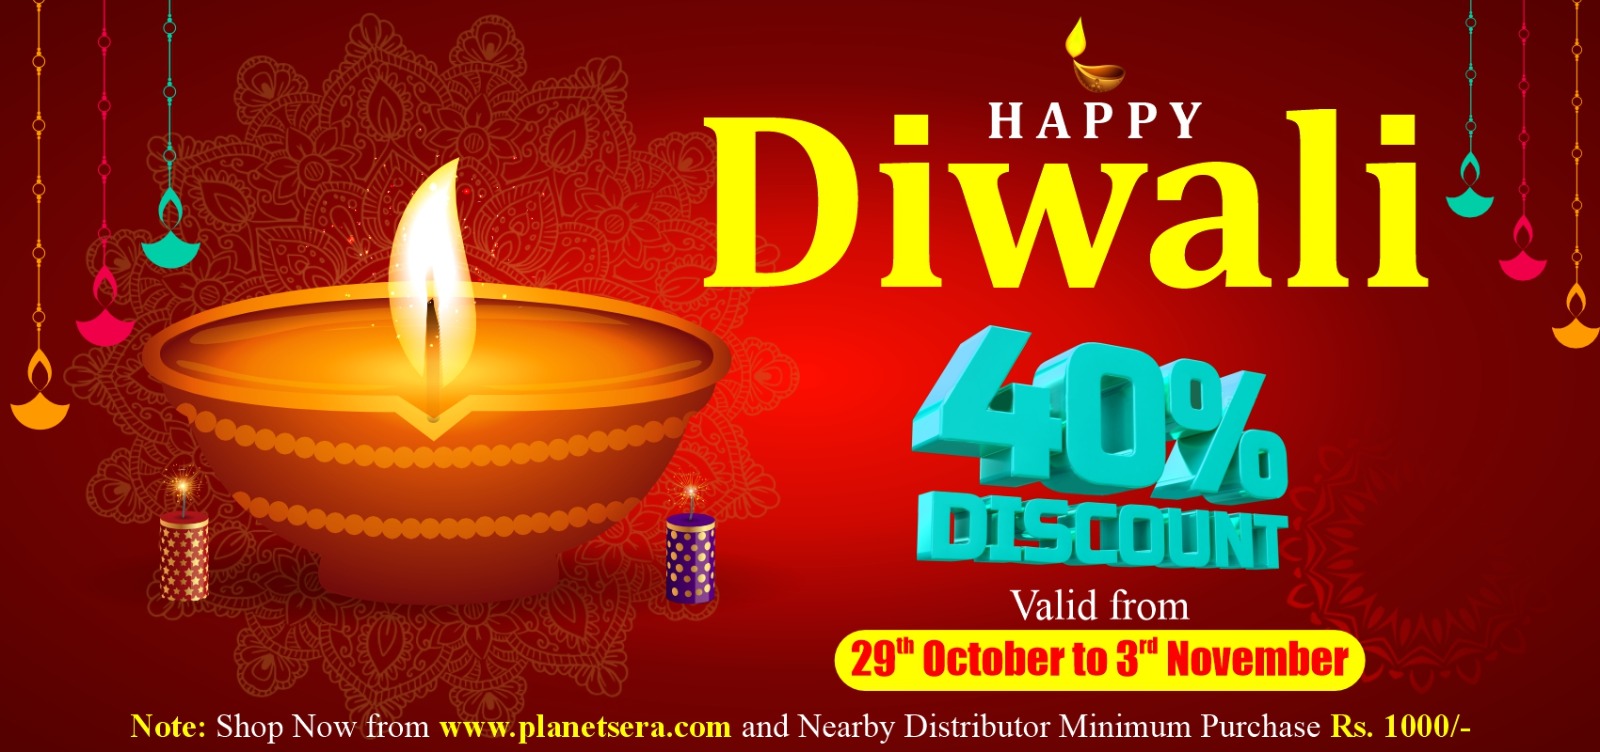 HAPPY
Diwali
40%
DISCOUNT
Valid from
29th October to 3rd November
Note: Shop Now from www.planetsera.com and Nearby Distributor Minimum Purchase Rs. 1000/-